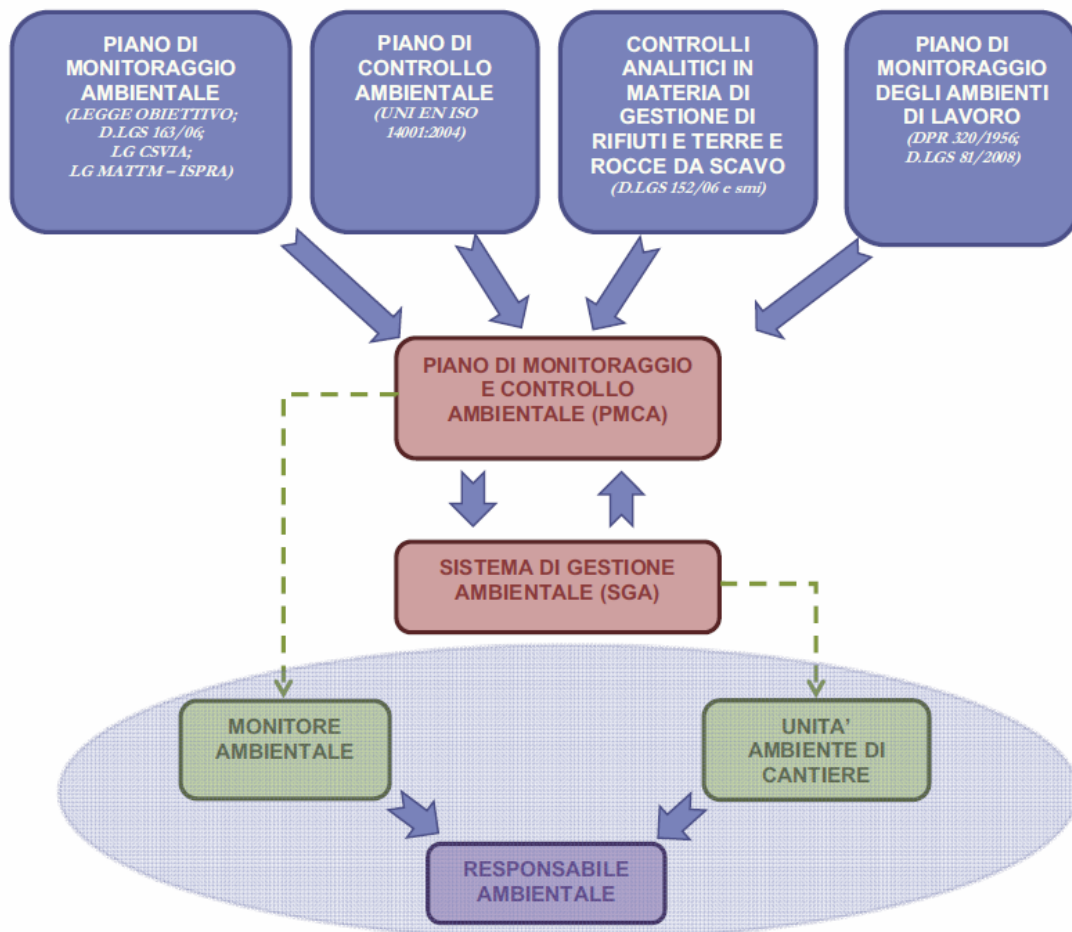 PIANO DI
MONITORAGGIO
AMBIENTALE
(LEGGE OBIETTIVO;
D.LGS 163/06;
LG CSVIA;
LG MATTM – ISPRA)
PIANO DI
CONTROLLO
AMBIENTALE
(UNI EN ISO
14001:2004)
CONTROLLI
ANALITICI IN
MATERIA DI
GESTIONE DI
RIFIUTI E TERRE E
ROCCE DA SCAVO
(D.LGS 152/06 e smi)
PIANO DI
MONITORAGGIO
DEGLI AMBIENTI
DI LAVORO
(DPR 320/1956;
D.LGS 81/2008)
PIANO DI MONITORAGGIO
E CONTROLLO
AMBIENTALE (PMCA)
SISTEMA DI GESTIONE
AMBIENTALE (SGA)
MONITORE
AMBIENTALE
UNITA’
AMBIENTE DI
CANTIERE
RESPONSABILE
AMBIENTALE